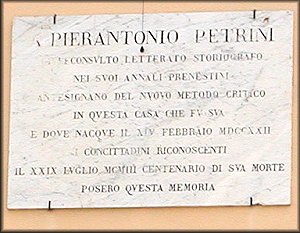 A PIERANTONIO PETRINI
GIVRECONSVLTO LETTERATO STORIOGRAFO
NEI SVOI ANNALI PRENESTINI
ANTESIGNANO DEL NVOVO METODO CRITICO
IN QVESTA CASA CHE FV SVA
E DOVE NACQVE IL XIV FEBBRAIO MDCCXXII
I CONCITTADINI RICONOSCENTI
IL XXIX LVGLIO MCMIII CENTENARIO DI SVA MORTE
POSERO QVESTA MEMORIA